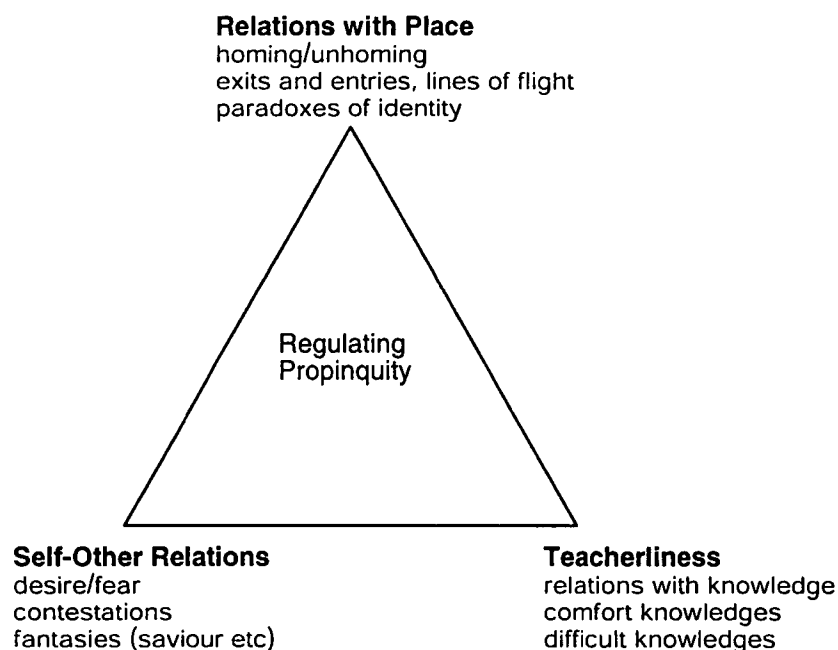 Relations with Place
homing/unhoming
exits and entries, lines of flight
paradoxes of identity
Regulating
Propinquity
Self-Other Relations
desire/fear
contestations
fantasies (saviour etc)
Teacherliness
relations with knowledge
comfort knowledges
difficult knowledges